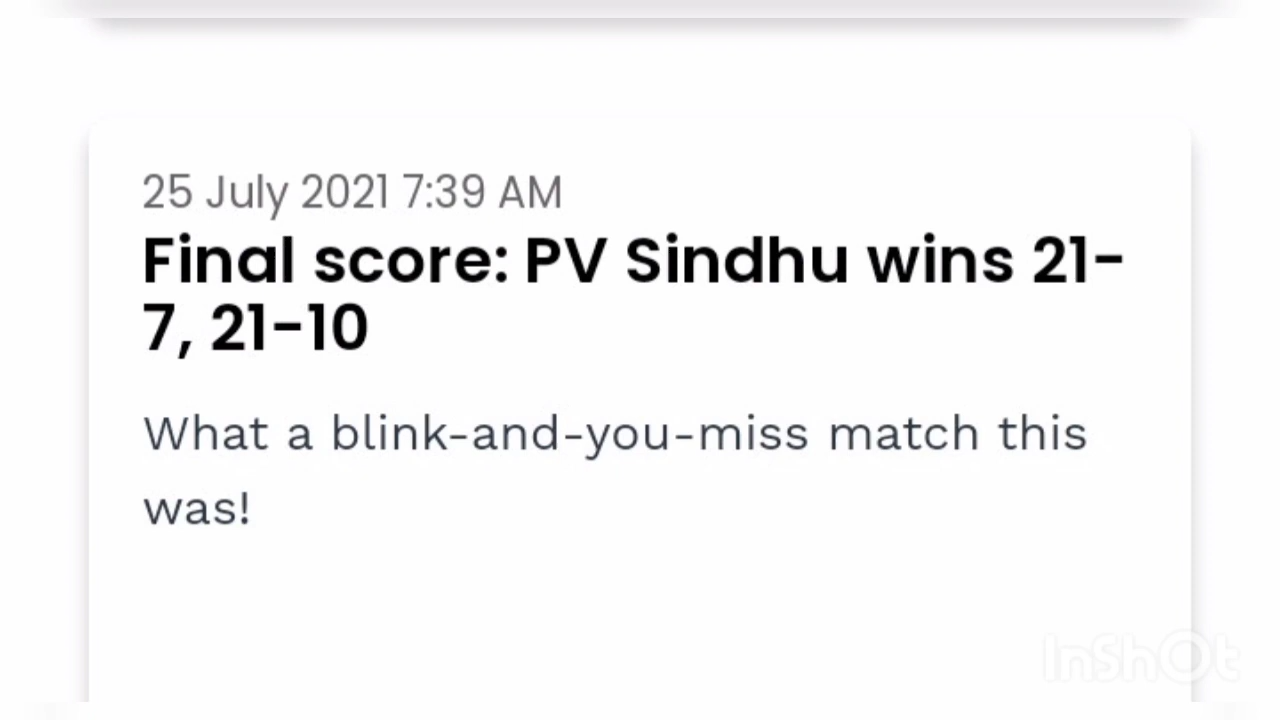 25 July 2021 7:39 AM
Final score: PV Sindhu wins 21-
7, 21-10
What a blink-and-you-miss match this
was!
InShOt